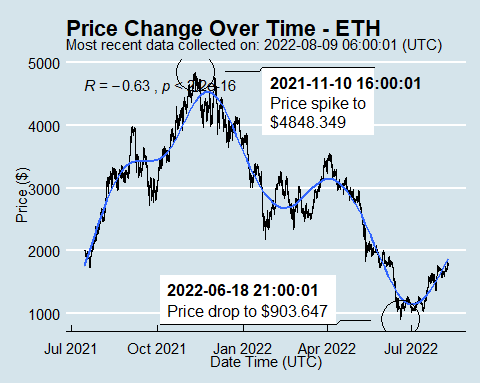 Price Change Over Time - ETH
Most recent data collected on: 2022-08-09 06:00:01 (UTC)
5000
R = −0.63 , p < 2.2e-16
2021-11-10 16:00:01
Price spike to
$4848.349
4000
3000
Price ($)
2000
2022-06-18 21:00:01
Price drop to $903.647
1000
Jul 2021 Oct 2021 Jan 2022 Apr 2022 Jul 2022
Date Time (UTC)